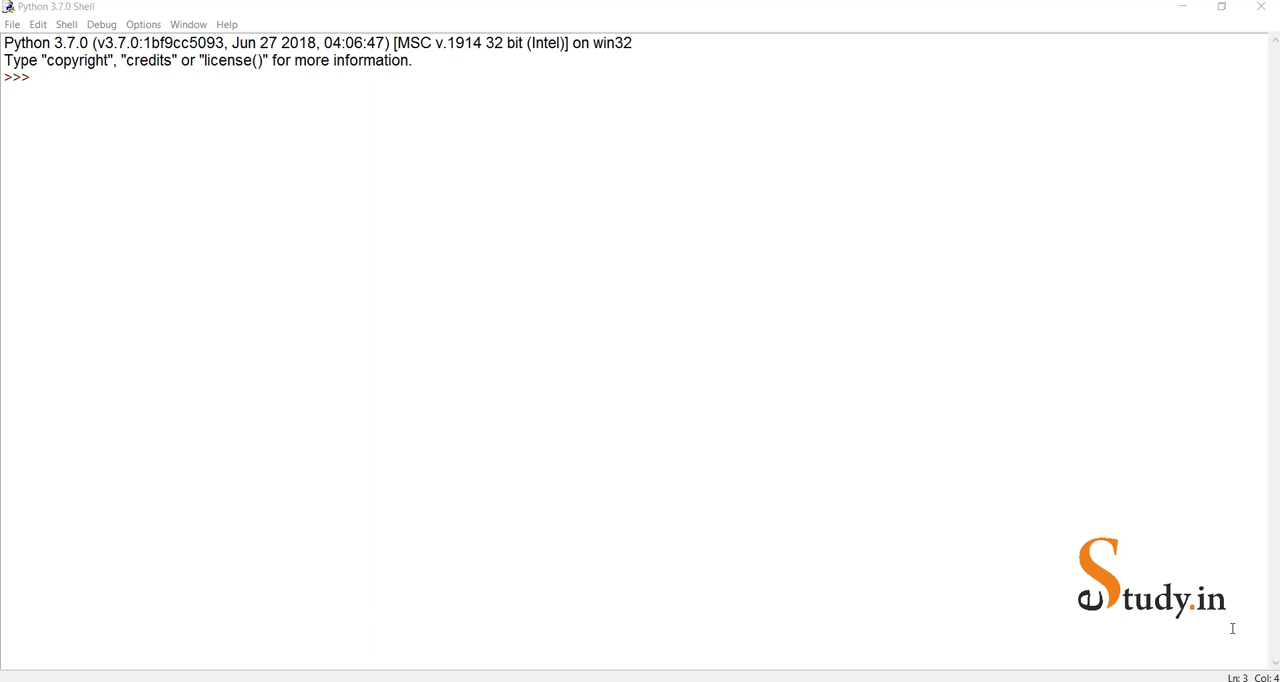 Python 3.7.0 Shell
File Edit Shell Debug Options Window Help
Python 3.7.0 (v3.7.0:1bf9cc5093, Jun 27 2018, 04:06:47) [MSC v.1914 32 bit (Intel)] on win32
Type "copyright", "credits" or "license()" for more information.
>>>
eStudy.in
Ln: 3 Col: 4